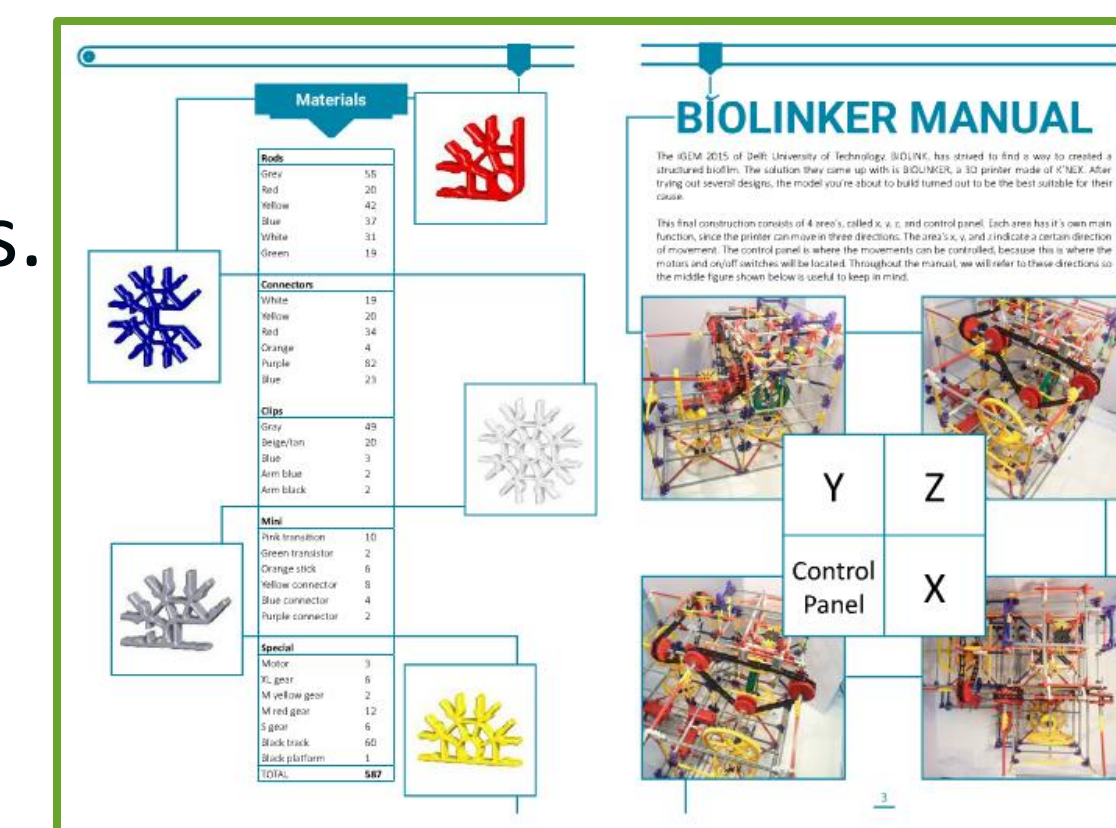 s.
Materials
Rods
Grey 55
Red 20
Yellow 42
Blue 37
White 31
Green 19
Connectors
White 19
Yellow 20
Red 34
Orange 4
Purple 82
Blue 23
Clips
Gray 49
Beige/tan 20
Blue 3
Arm blue 2
Arm black 2
Mini
Pink transition 10
Green transistor 2
Orange stick 6
Yellow connector 8
Blue connector 4
Purple connector 2
Special
Motor 3
XL gear 6
M yellow gear 2
M red gear 12
S gear 6
Black track 60
Black platform 1
TOTAL 587
BIOLINKER MANUAL
The iGEM 2015 of Delft University of Technology, BIOLINK, has strived to find a way to created a
structured biofilm. The solution they came up with is BIOLINKER, a 3D printer made of K'NEX. After
trying out several designs, the model you're about to build turned out to be the best suitable for their
cause.
This final construction consists of 4 area's, called x, y, z, and control panel. Each area has it's own main
function, since the printer can move in three directions. The area's x, y, and z indicate a certain direction
of movement. The control panel is where the movements can be controlled, because this is where the
motors and on/off switches will be located. Throughout the manual, we will refer to these directions so
the middle figure shown below is useful to keep in mind.
Y Z
Control
Panel
X
3